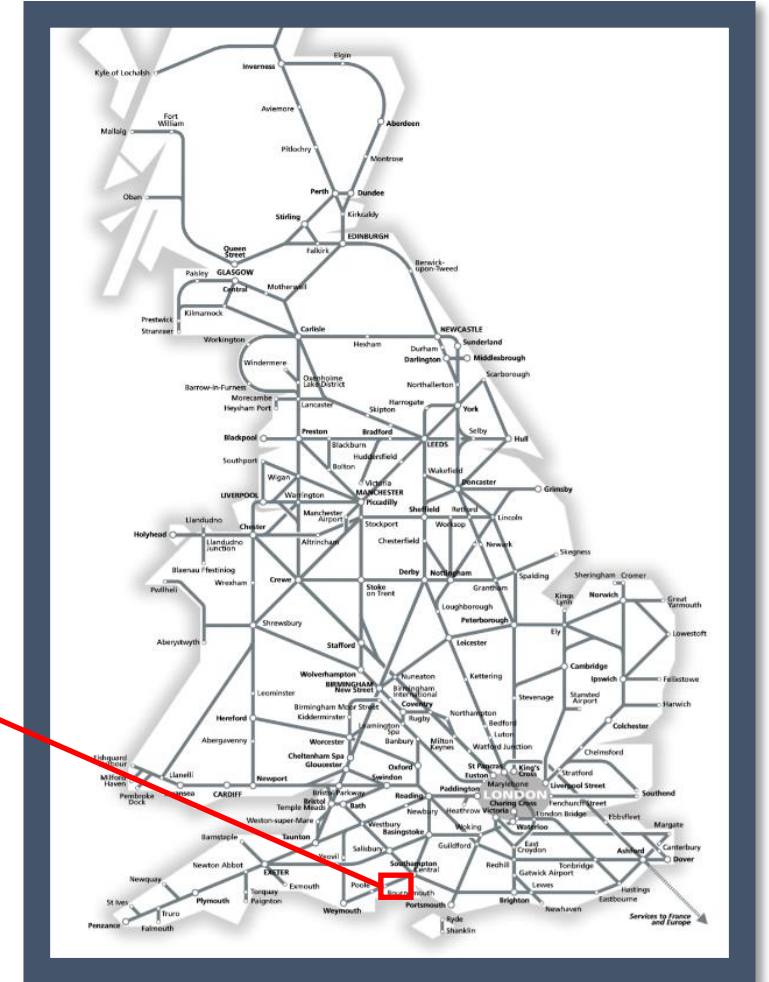 Elgin
Inverness
Kyle of Lochalsh
Aviemore
Aberdeen
Fort
William
Mallaig
Pitlochry
Montrose
Perth
Dundee
Oban
Kirkcaldy
Stirling
EDINBURGH
Queen
Street
Falkirk
Berwick-
upon-Tweed
Paisley
GLASGOW
Central
Motherwell
Kilmarnock
Prestwick
Stranraer
Carlisle
NEWCASTLE
Sunderland
Workington
Hexham
Durham
Darlington
Middlesbrough
Windermere
Scarborough
Oxenholme
Lake District
Barrow-in-Furness
Northallerton
Morecambe
Heysham Port
Lancaster
Harrogate
York
Skipton
Blackpool
Preston
Bradford
Selby
Hull
Blackburn
LEEDS
Huddersfield
Southport
Bolton
Wakefield
Wigan
Victoria
Doncaster
LIVERPOOL
Warrington
MANCHESTER
Piccadilly
Grimsby
Manchester
Airport
Sheffield
Retford
Llandudno
Stockport
Worksop
Lincoln
Holyhead
Chester
Llandudno
Junction
Altrincham
Chesterfield
Newark
Skegness
Blaenau Ffestiniog
Wrexham
Crewe
Stoke
on Trent
Derby
Nottingham
Grantham
Spalding
Sheringham
Cromer
Pwllheli
Kings
Lynn
Norwich
Great
Yarmouth
Loughborough
Shrewsbury
Peterborough
Ely
Lowestoft
Aberystwyth
Stafford
Leicester
Wolverhampton
Nuneaton
Kettering
Cambridge
BIRMINGHAM
New Street
Birmingham
International
Ipswich
Felixstowe
Leominster
Coventry
Stevenage
Stansted
Airport
Birmingham Moor Street
Harwich
Kidderminster
Rugby
Northampton
Hereford
Leamington
Spa
Bedford
Colchester
Abergavenny
Worcester
Banbury
Milton
Keynes
Luton
Watford Junction
Chelmsford
Cheltenham Spa
Gloucester
Oxford
St Pancras
Euston
King's
Cross
Stratford
Fishguard
Harbour
Milford
Haven
Llanelli
Swansea
CARDIFF
Newport
Swindon
Marylebone
Liverpool Street
Pembroke
Dock
Bristol Parkway
Reading
Paddington
LONDON
Southend
Bristol
Temple Meads
Bath
Newbury
Heathrow
Victoria
Charing Cross
Fenchurch Street
London Bridge
Ebbsfleet
Weston-super-Mare
Westbury
Basingstoke
Woking
Waterloo
Margate
Barnstaple
Taunton
Salisbury
Guildford
East
Croydon
Canterbury
Yeovil
Redhill
Tonbridge
Ashford
Dover
Newton Abbot
EXETER
Southampton
Central
Gatwick Airport
Newquay
Exmouth
Poole
Bournemouth
Lewes
Hastings
Torquay
Paignton
Eastbourne
St Ives
Plymouth
Weymouth
Portsmouth
Brighton
Newhaven
Truro
Ryde
Services to France
and Europe
Penzance
Falmouth
Shanklin